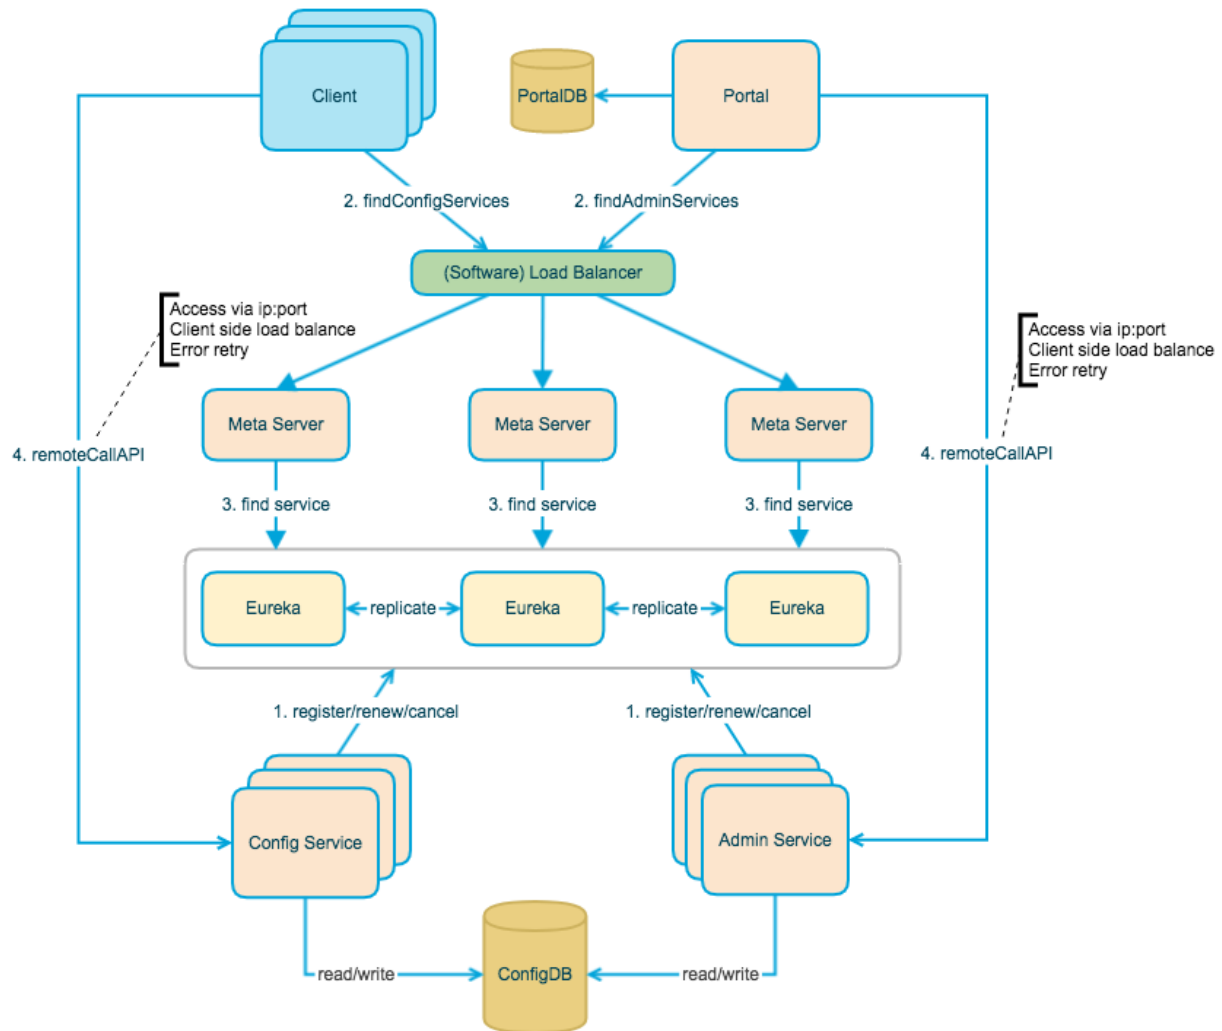 Client
PortalDB
Portal
2. findConfigServices
2. findAdminServices
(Software) Load Balancer
Access via ip:port
Client side load balance
Error retry
Access via ip:port
Client side load balance
Error retry
Meta Server
Meta Server
Meta Server
4. remoteCallAPI
4. remoteCallAPI
3. find service
3. find service
3. find service
Eureka
replicate
Eureka
replicate
Eureka
1. register/renew/cancel
1. register/renew/cancel
Config Service
Admin Service
read/write
ConfigDB
read/write